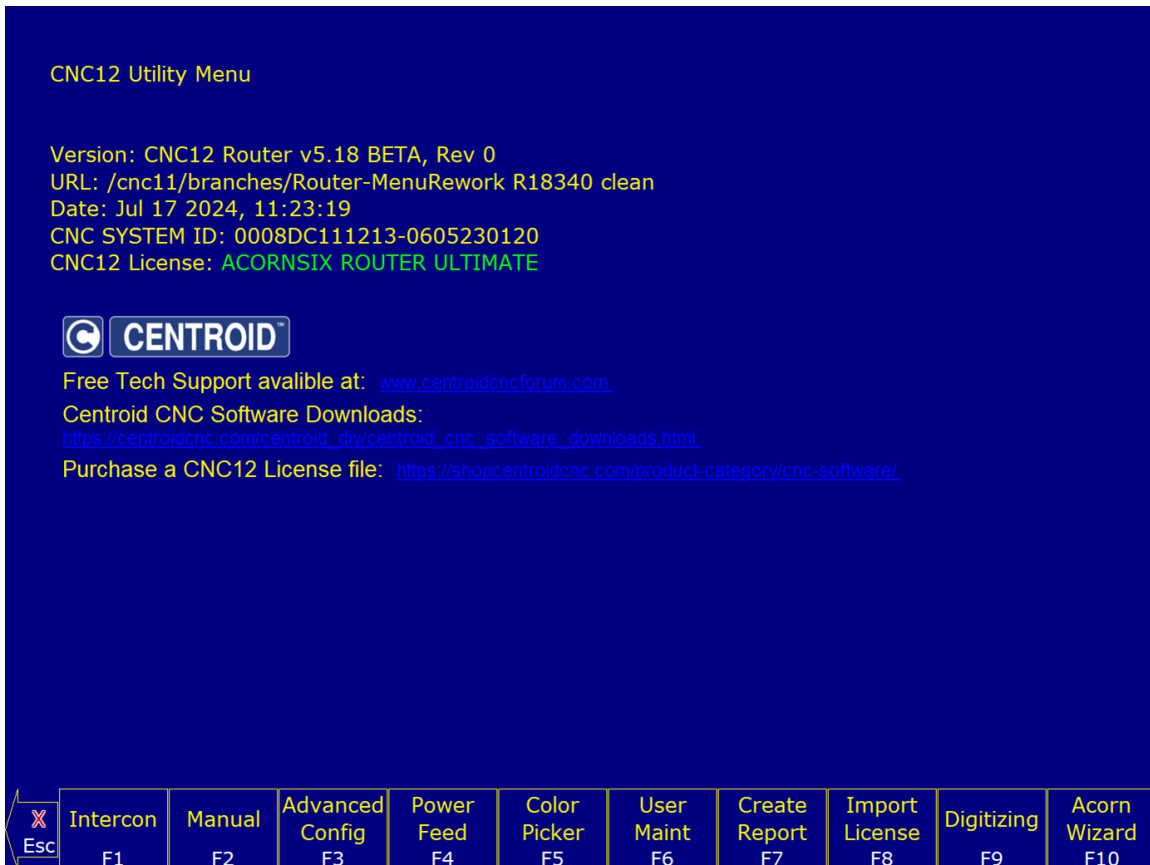 CNC12 Utility Menu
Version: CNC12 Router v5.18 BETA, Rev 0
URL: /cnc11/branches/Router-MenuRework R18340 clean
Date: Jul 17 2024, 11:23:19
CNC SYSTEM ID: 0008DC111213-0605230120
CNC12 License: ACORNSIX ROUTER ULTIMATE
C CENTROID™
Free Tech Support avalible at: www.centroidcncforum.com
Centroid CNC Software Downloads:
https://centroidcnc.com/centroid_diy/centroid_cnc_software_downloads.html
Purchase a CNC12 License file: https://shopcentroidcnc.com/product-category/cnc-software/
X Esc
Intercon F1
Manual F2
Advanced Config F3
Power Feed F4
Color Picker F5
User Maint F6
Create Report F7
Import License F8
Digitizing F9
Acorn Wizard F10